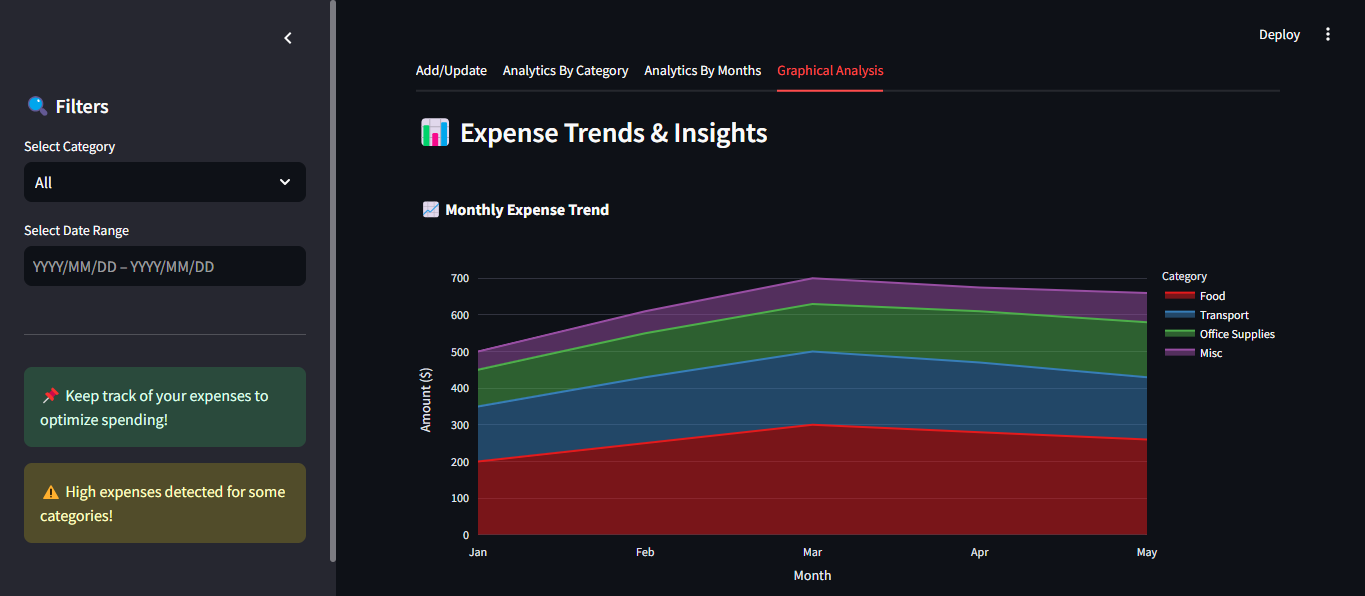 Deploy
Add/Update Analytics By Category Analytics By Months Graphical Analysis
Filters
Select Category
All
Select Date Range
YYYY/MM/DD – YYYY/MM/DD
Keep track of your expenses to
optimize spending!
High expenses detected for some
categories!
Expense Trends & Insights
Monthly Expense Trend
Amount ($)
700
600
500
400
300
200
100
0
Jan Feb Mar Apr May
Month
Category
Food
Transport
Office Supplies
Misc